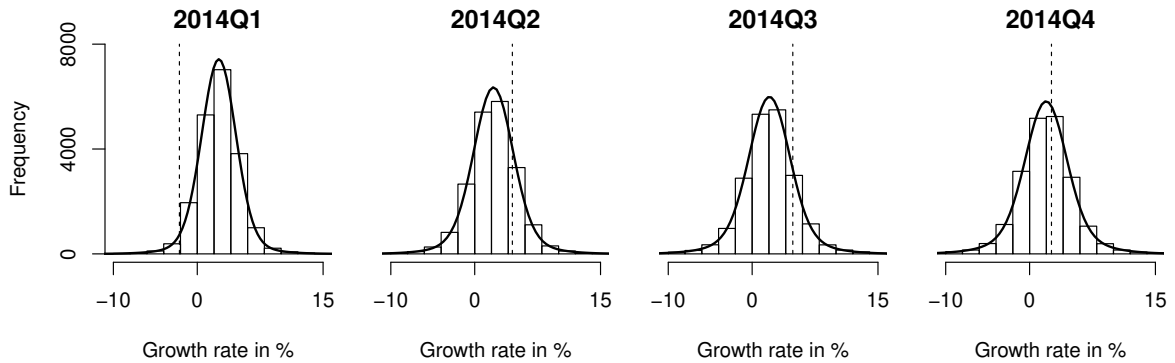 2014Q1 2014Q2 2014Q3 2014Q4
8000
4000
0
Frequency
−10 0 15 −10 0 15 −10 0 15 −10 0 15
Growth rate in % Growth rate in % Growth rate in % Growth rate in %